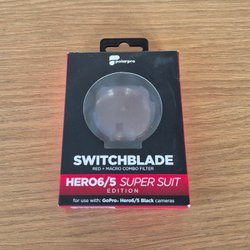 polarpro
SWITCHBLADE
RED + MACRO COMBO FILTER
HERO6/5 SUPER SUIT
EDITION
for use with: GoPro® Hero6/5 Black cameras